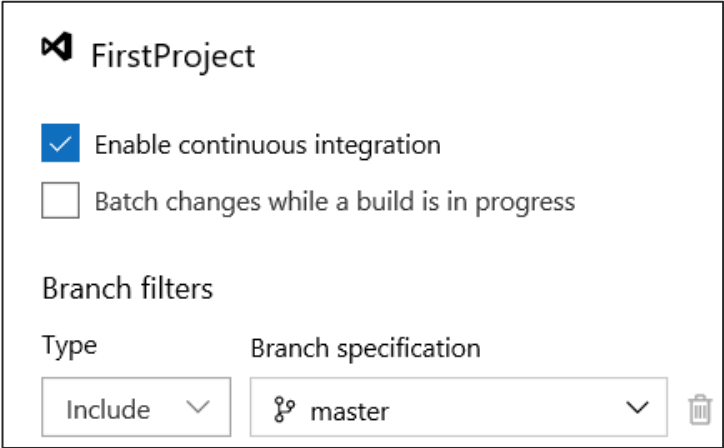 FirstProject
Enable continuous integration
Batch changes while a build is in progress
Branch filters
Type Branch specification
Include master